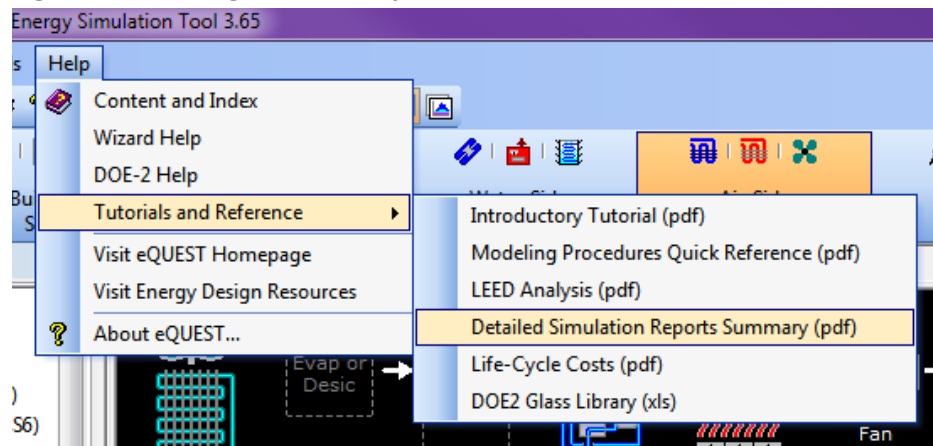 Energy Simulation Tool 3.65
s Help
Content and Index
Wizard Help
DOE-2 Help
Tutorials and Reference
Visit eQUEST Homepage
Visit Energy Design Resources
About eQUEST...
Introductory Tutorial (pdf)
Modeling Procedures Quick Reference (pdf)
LEED Analysis (pdf)
Detailed Simulation Reports Summary (pdf)
Life-Cycle Costs (pdf)
DOE2 Glass Library (xls)
Bu
S
Evap or
Desic
)
S6)
Fan